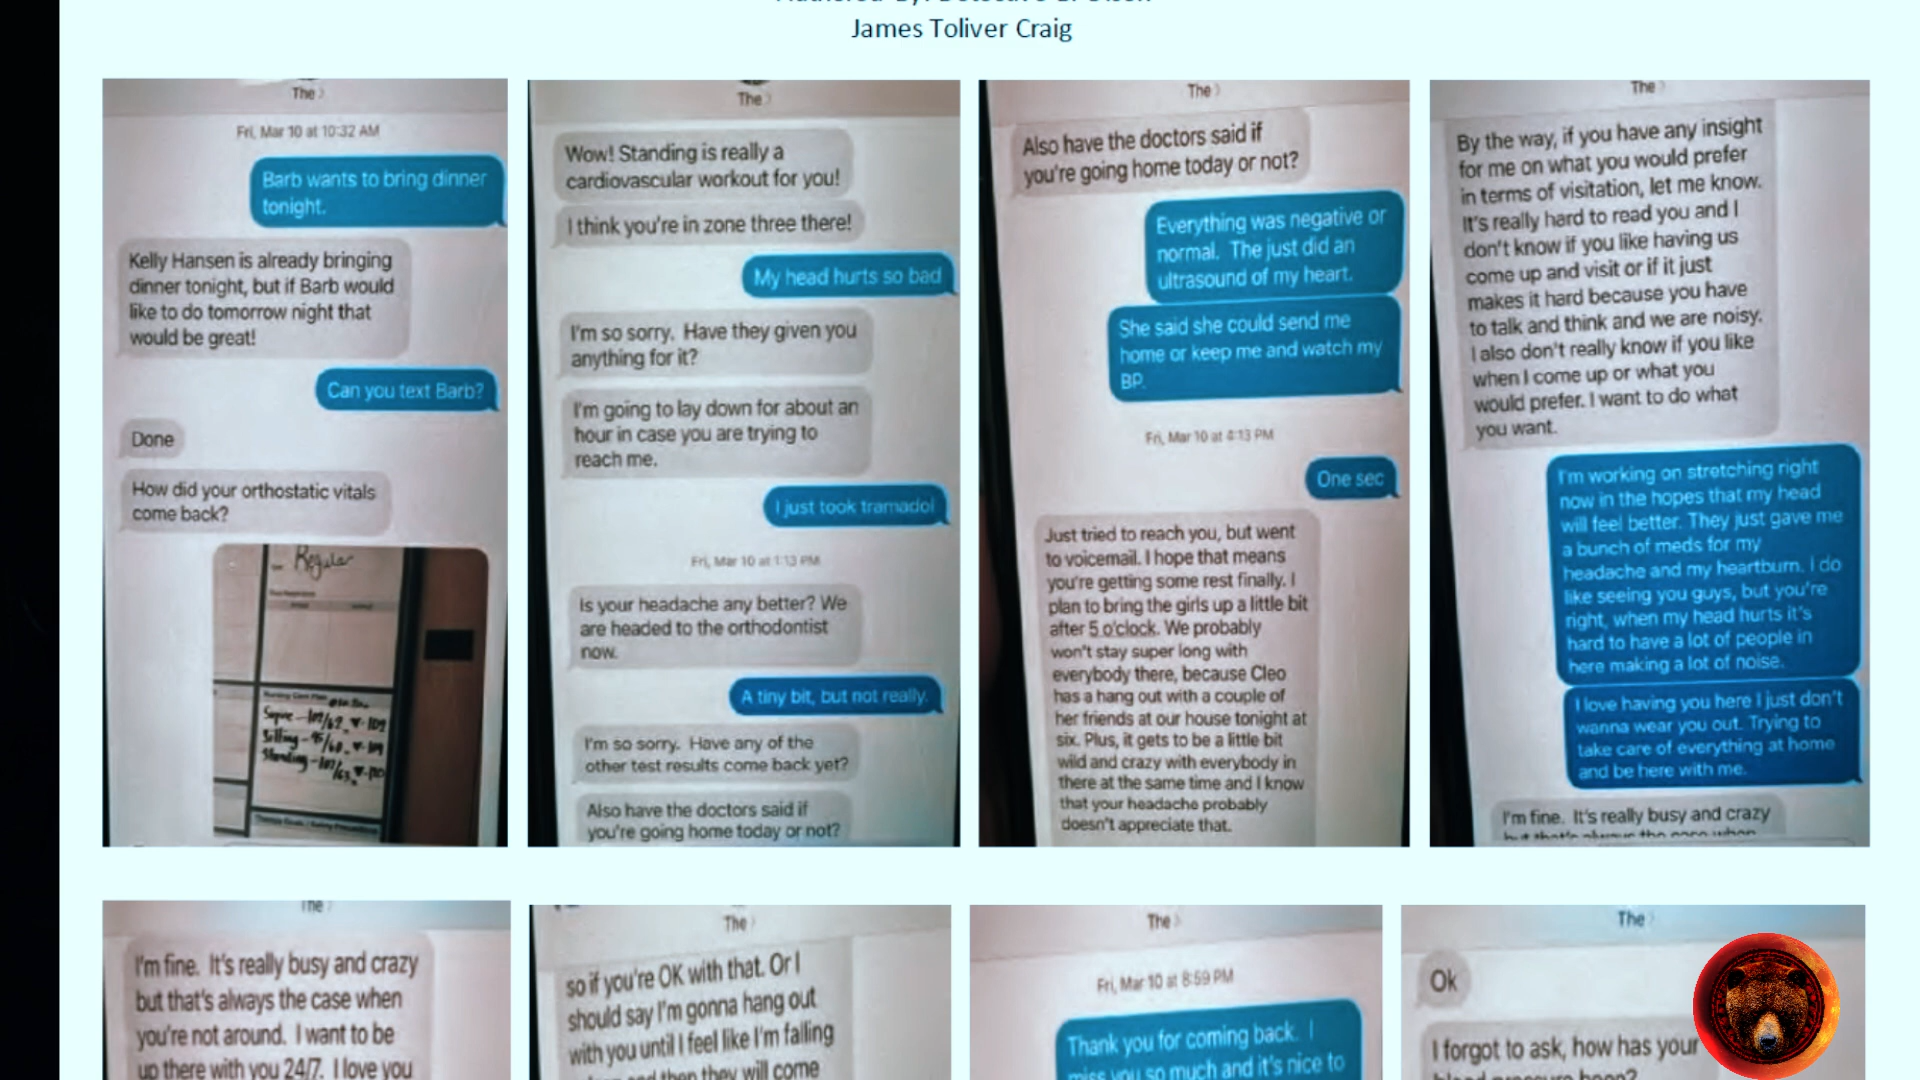 James Toliver Craig
The
Fri, Mar 10 at 10:32 AM
Barb wants to bring dinner
tonight.
Kelly Hansen is already bringing
dinner tonight, but if Barb would
like to do tomorrow night that
would be great!
Can you text Barb?
Done
How did your orthostatic vitals
come back?
Regular
The
Wow! Standing is really a
cardiovascular workout for you!
I think you're in zone three there!
My head hurts so bad
I'm so sorry. Have they given you
anything for it?
I'm going to lay down for about an
hour in case you are trying to
reach me.
I just took tramadol
Fri, Mar 10 at 1:13 PM
Is your headache any better? We
are headed to the orthodontist
now.
A tiny bit, but not really.
I'm so sorry. Have any of the
other test results come back yet?
Also have the doctors said if
you're going home today or not?
The
Also have the doctors said if
you're going home today or not?
Everything was negative or
normal. The just did an
ultrasound of my heart.
She said she could send me
home or keep me and watch my
BP.
Fri, Mar 10 at 4:13 PM
One sec
Just tried to reach you, but went
to voicemail. I hope that means
you're getting some rest finally. I
plan to bring the girls up a little bit
after 5 o'clock. We probably
won't stay super long with
everybody there, because Cleo
has a hang out with a couple of
her friends at our house tonight at
six. Plus, it gets to be a little bit
wild and crazy with everybody in
there at the same time and I know
that your headache probably
doesn't appreciate that.
The
By the way, if you have any insight
for me on what you would prefer
in terms of visitation, let me know.
It's really hard to read you and I
don't know if you like having us
come up and visit or if it just
makes it hard because you have
to talk and think and we are noisy.
I also don't really know if you like
when I come up or what you
would prefer. I want to do what
you want.
I'm working on stretching right
now in the hopes that my head
will feel better. They just gave me
a bunch of meds for my
headache and my heartburn. I do
like seeing you guys, but you're
right, when my head hurts it's
hard to have a lot of people in
here making a lot of noise.
I love having you here I just don't
wanna wear you out. Trying to
take care of everything at home
and be here with me.
I'm fine. It's really busy and crazy
but that's always the case when
The
I'm fine. It's really busy and crazy
but that's always the case when
you're not around. I want to be
up there with you 24/7. I love you
The
so if you're OK with that. Or I
should say I'm gonna hang out
with you until I feel like I'm falling
and then they will come
The
Fri, Mar 10 at 8:59 PM
Thank you for coming back. I
miss you so much and it's nice to
The
Ok
I forgot to ask, how has your
blood pressure been?